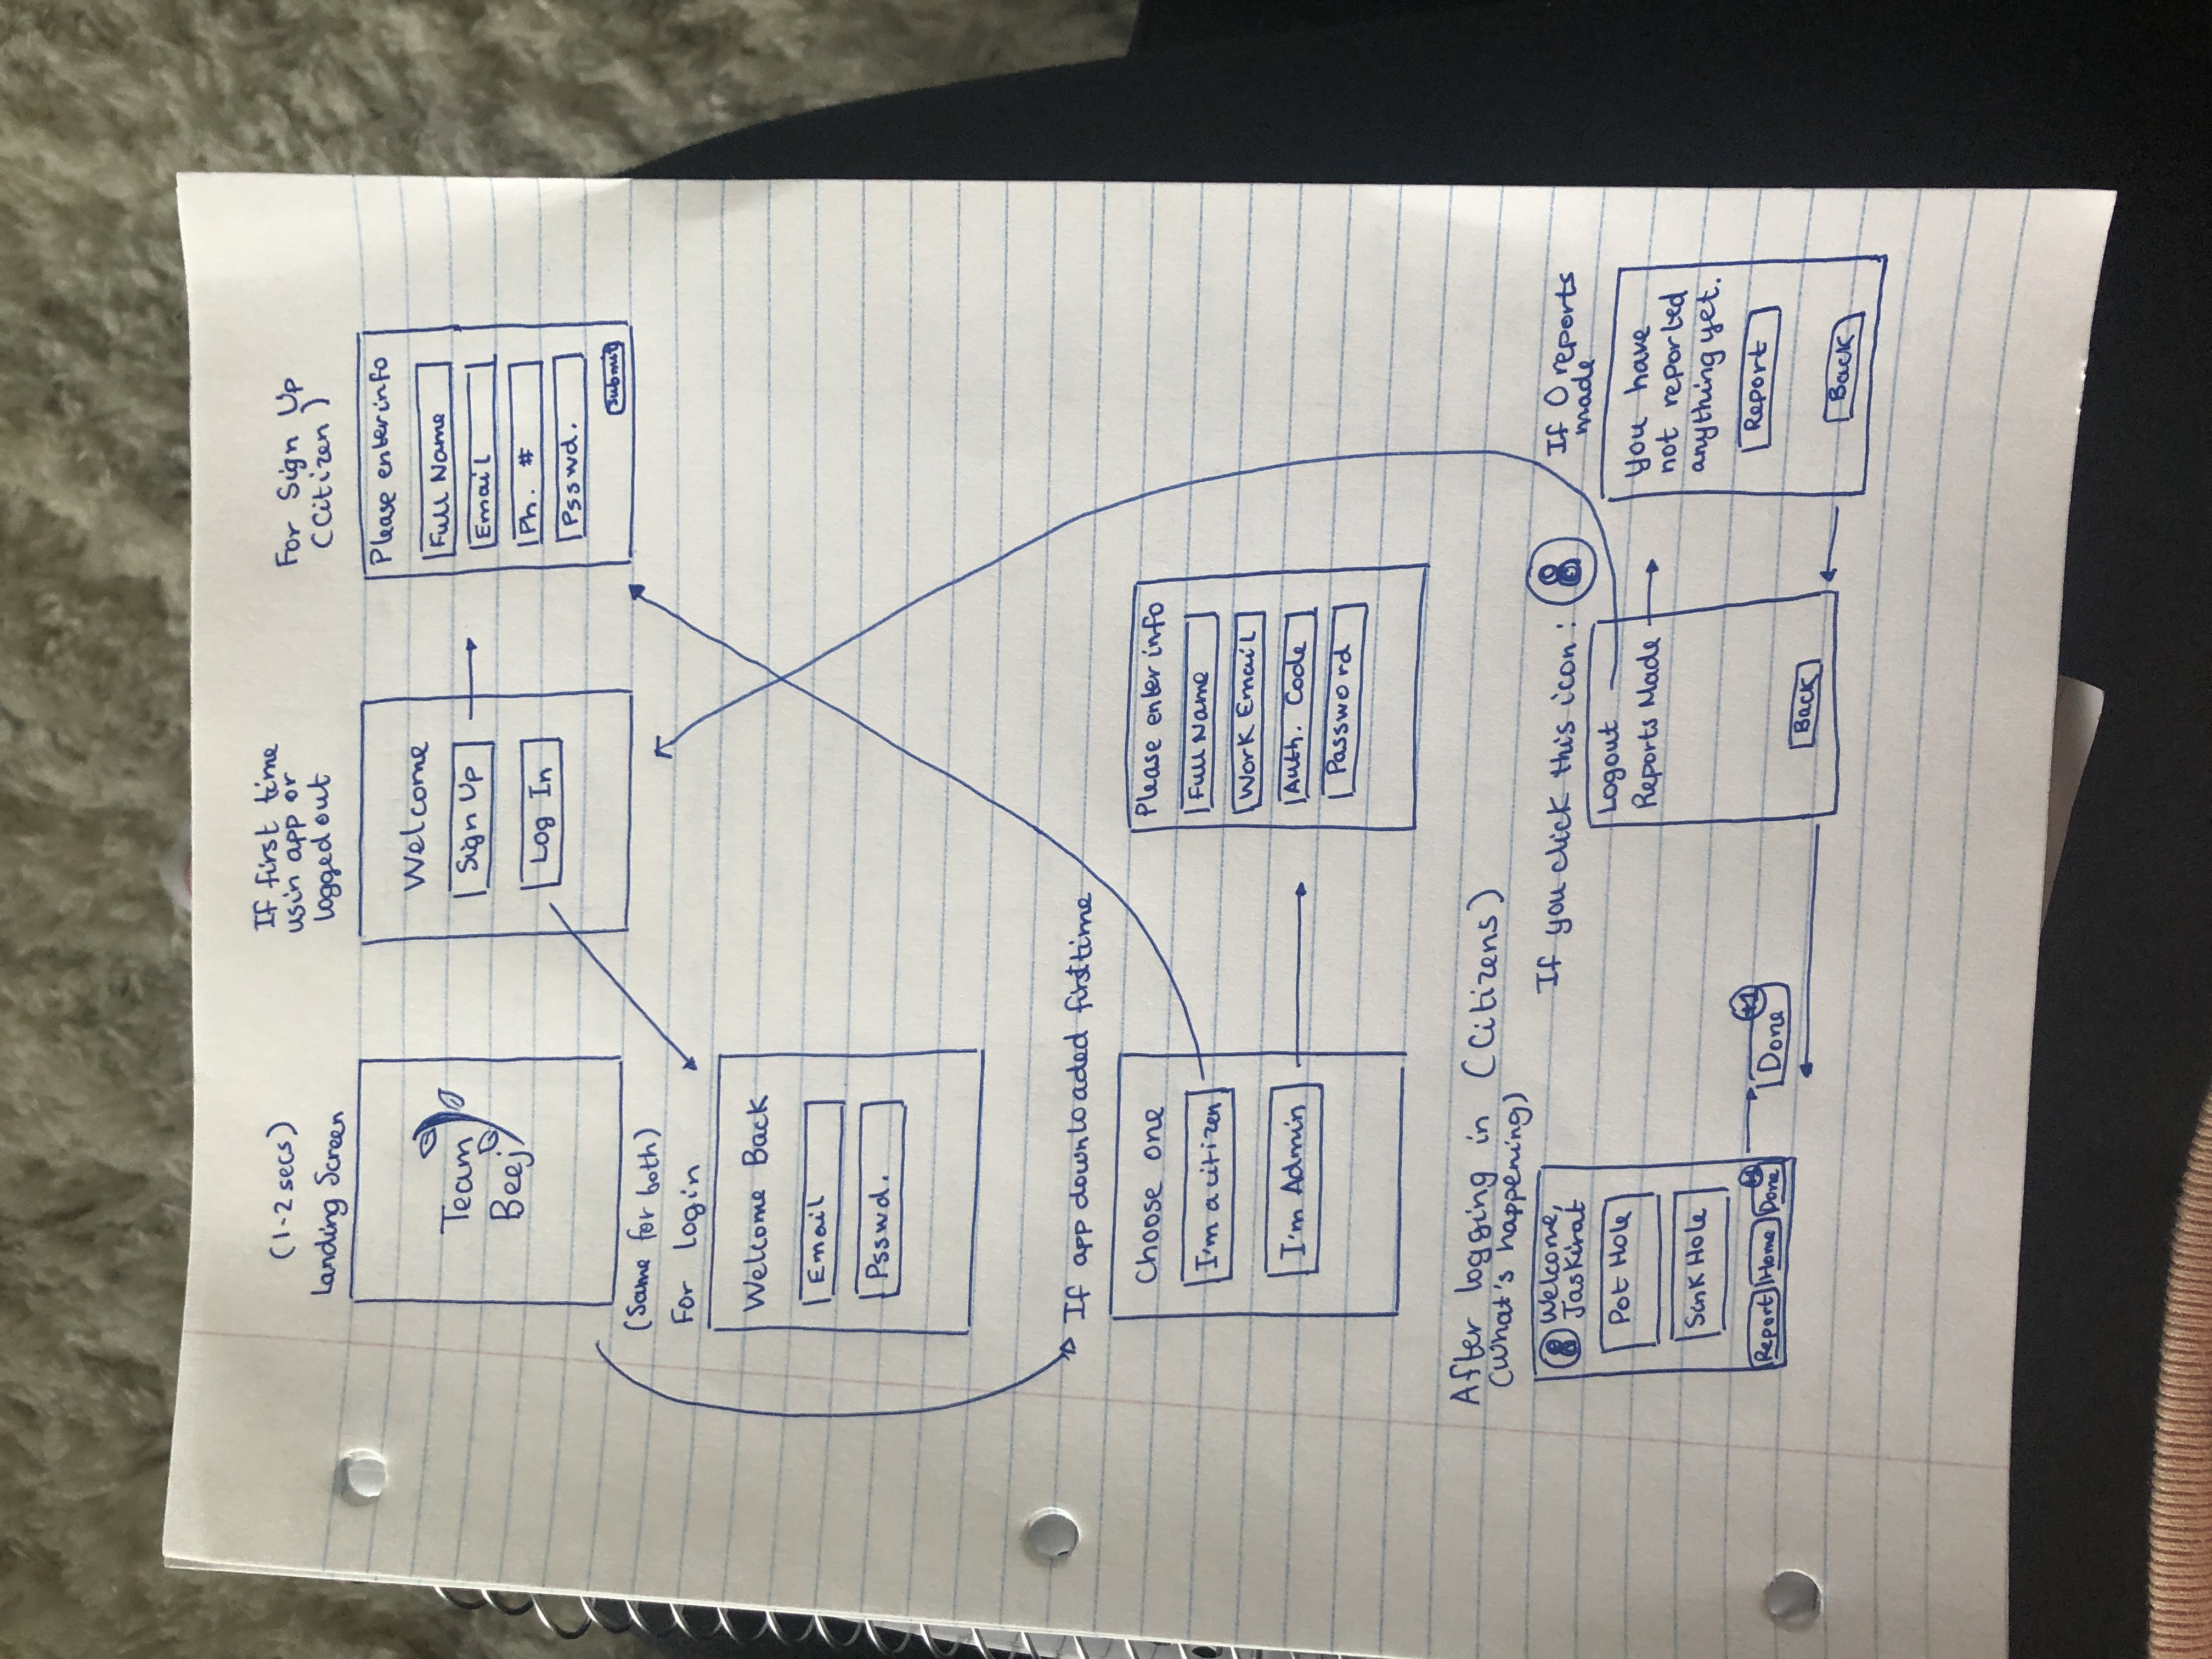 (1-2 secs)
Landing Screen
Team
Beej
If first time
usin app or
logged out
Welcome
Sign Up
Log In
For Sign Up
(Citizen)
Please enter info
Full Name
Email
Ph. #
Psswd.
Submit
(Same for both)
For login
Welcome Back
Email
Psswd.
If app downloaded first time
Choose one
I'm a citizen
I'm Admin
Please enter info
Full Name
Work Email
Auth. Code
Password
After logging in (Citizens)
(What's happening)
Welcome,
Jaskirat
Pot Hole
Sink Hole
Report Home Done
+1
Done
If you click this icon:
Logout
Reports Made
Back
If 0 reports
made
You have
not reported
anything yet.
Report
Back